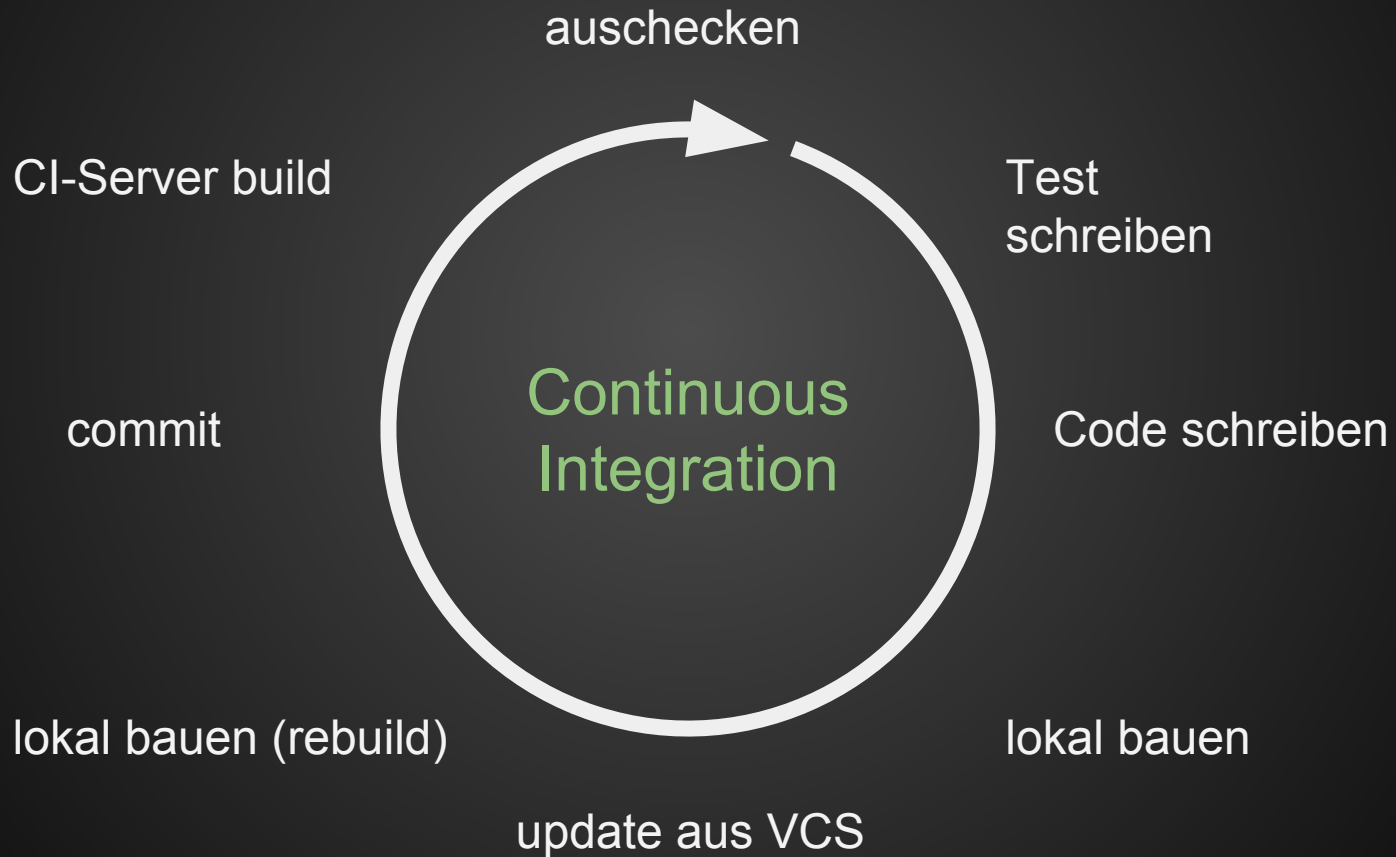 auschecken
CI-Server build
Test
schreiben
Continuous
Integration
commit
Code schreiben
lokal bauen (rebuild)
lokal bauen
update aus VCS